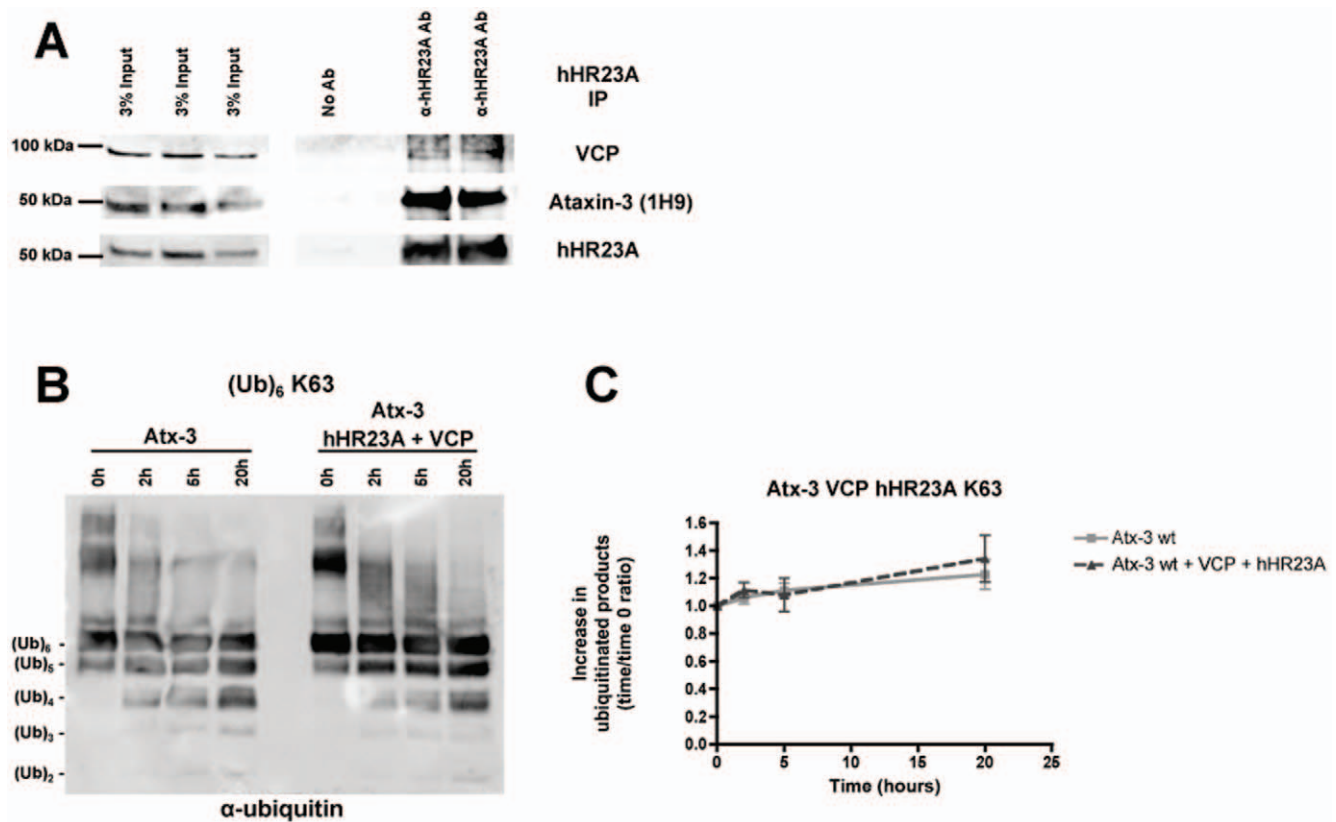 A
3% Input
3% Input
3% Input
No Ab
α-hHR23A Ab
α-hHR23A Ab
hHR23A
IP
100 kDa
VCP
50 kDa
Ataxin-3 (1H9)
50 kDa
hHR23A
B
(Ub)6 K63
Atx-3
Atx-3
hHR23A + VCP
0h
2h
6h
20h
0h
2h
6h
20h
(Ub)6 -
(Ub)5 -
(Ub)4 -
(Ub)3 -
(Ub)2 -
α-ubiquitin
C
Atx-3 VCP hHR23A K63
Increase in
ubiquitinated products
(time/time 0 ratio)
1.6
1.4
1.2
1.0
0.8
0.6
0.4
0.2
0.0
0
5
10
15
20
25
Time (hours)
Atx-3 wt
Atx-3 wt + VCP + hHR23A